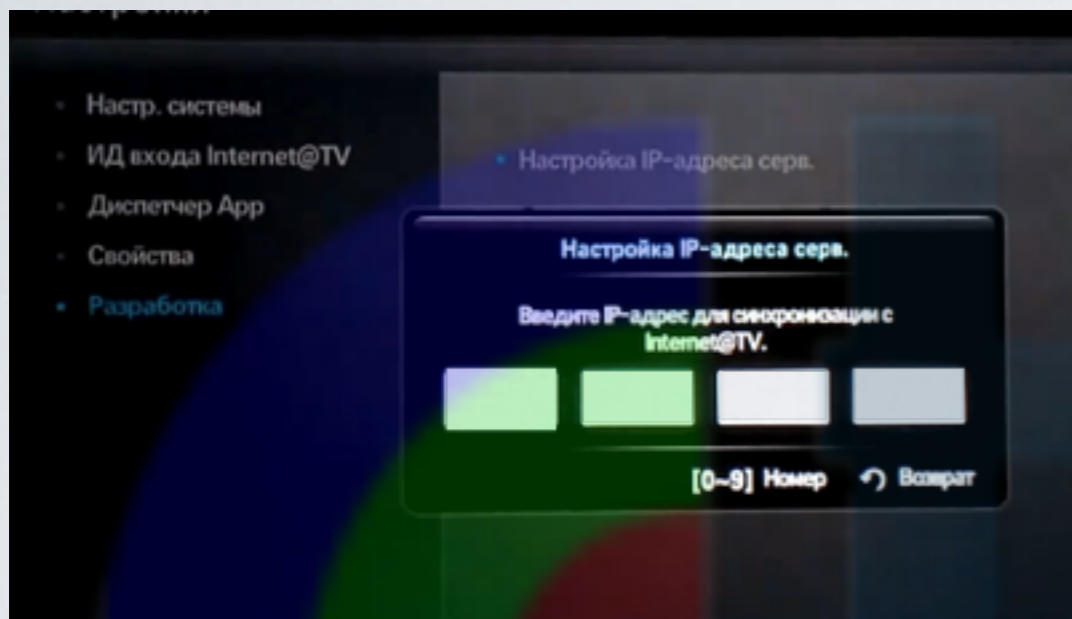 Настройки
Настр. системы
ИД входа Internet@TV
Диспетчер App
Свойства
Разработка
Настройка IP-адреса серв.
Настройка IP-адреса серв.
Введите IP-адрес для синхронизации с
Internet@TV.
[0~9] Номер
Возврат